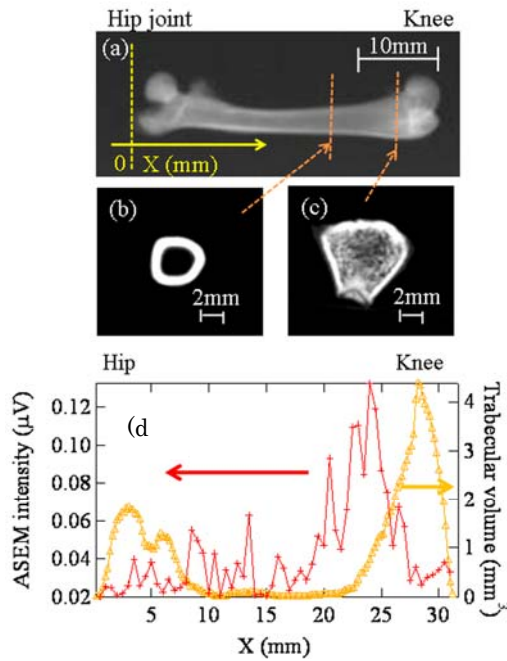 Hip joint Knee
(a)
10mm
0 X (mm)
(b) (c)
2mm 2mm
Hip Knee
(d
ASEM intensity (μV)
0.12
0.10
0.08
0.06
0.04
0.02
Trabecular volume (mm³)
4
3
2
1
0
5 10 15 20 25 30
X (mm)